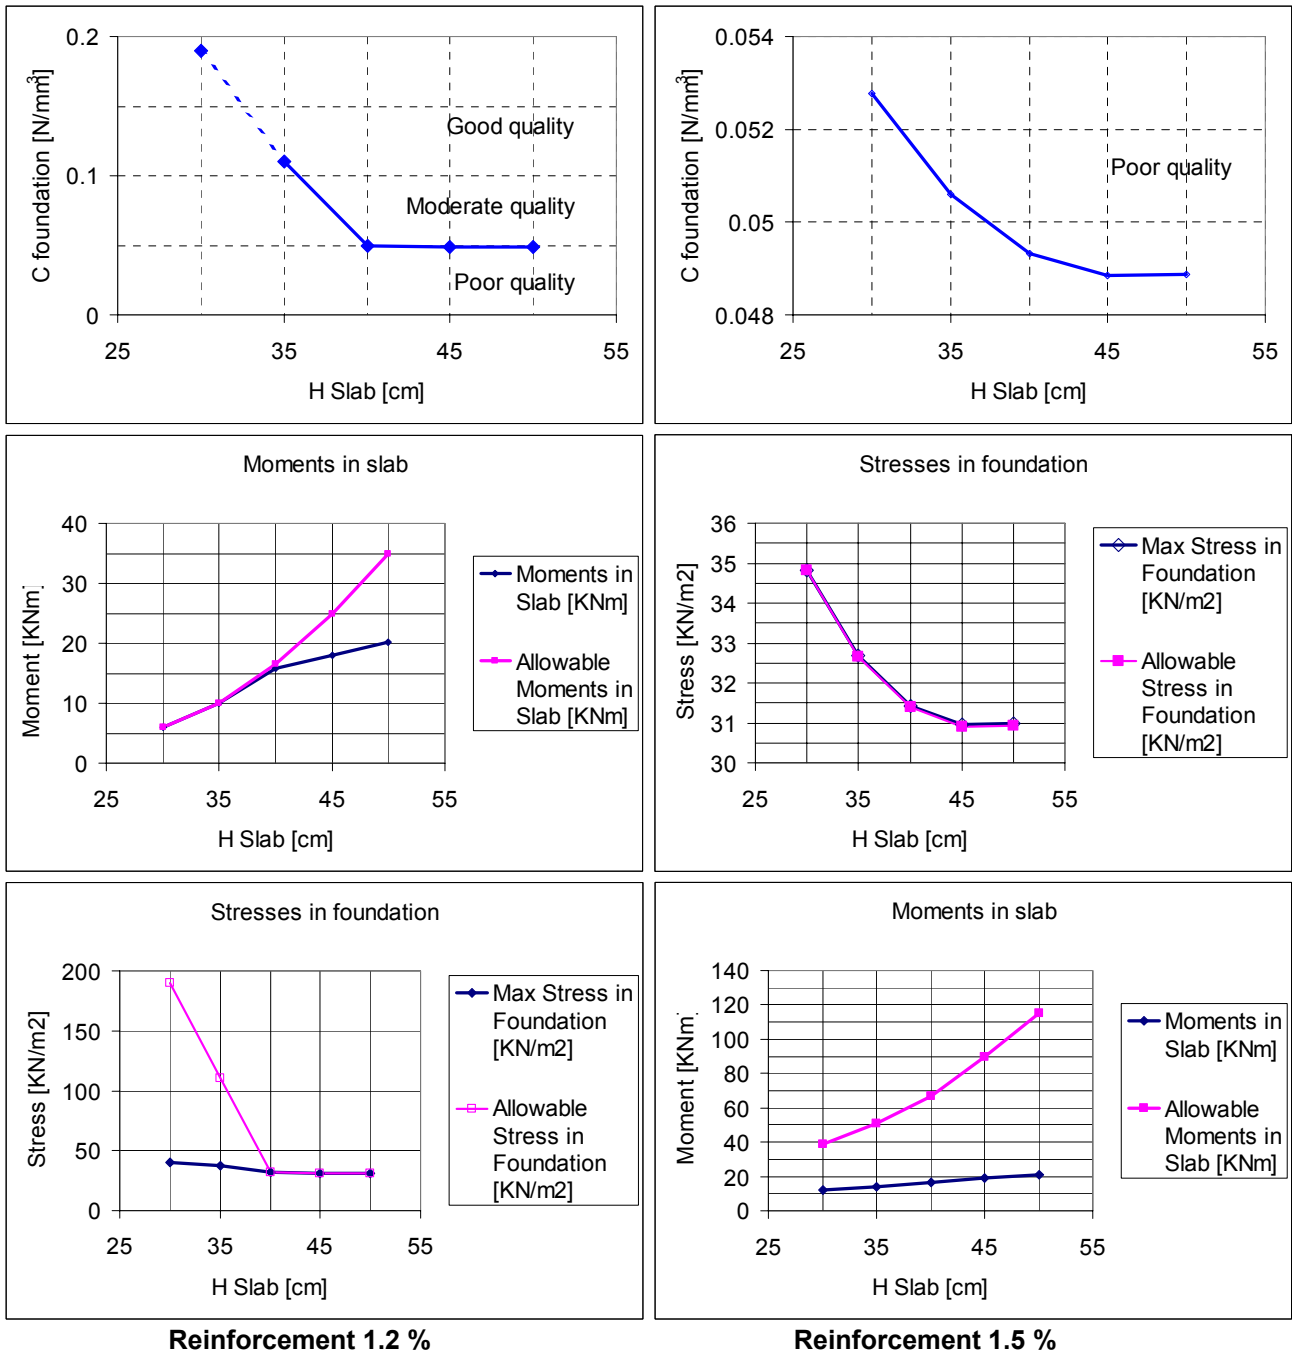 0.2
0.1
0
C foundation [N/mm³]
Good quality
Moderate quality
Poor quality
25 35 45 55
H Slab [cm]
0.054
0.052
0.05
0.048
C foundation [N/mm³]
Poor quality
25 35 45 55
H Slab [cm]
Moments in slab
40
30
20
10
0
Moment [KNm]
25 35 45 55
H Slab [cm]
Moments in
Slab [KNm]
Allowable
Moments in
Slab [KNm]
Stresses in foundation
36
35
34
33
32
31
30
Stress [KN/m2]
25 35 45 55
H Slab [cm]
Max Stress in
Foundation
[KN/m2]
Allowable
Stress in
Foundation
[KN/m2]
Stresses in foundation
200
150
100
50
0
Stress [KN/m2]
25 35 45 55
H Slab [cm]
Max Stress in
Foundation
[KN/m2]
Allowable
Stress in
Foundation
[KN/m2]
Moments in slab
140
120
100
80
60
40
20
0
Moment [KNm]
25 35 45 55
H Slab [cm]
Moments in
Slab [KNm]
Allowable
Moments in
Slab [KNm]
Reinforcement 1.2 %
Reinforcement 1.5 %